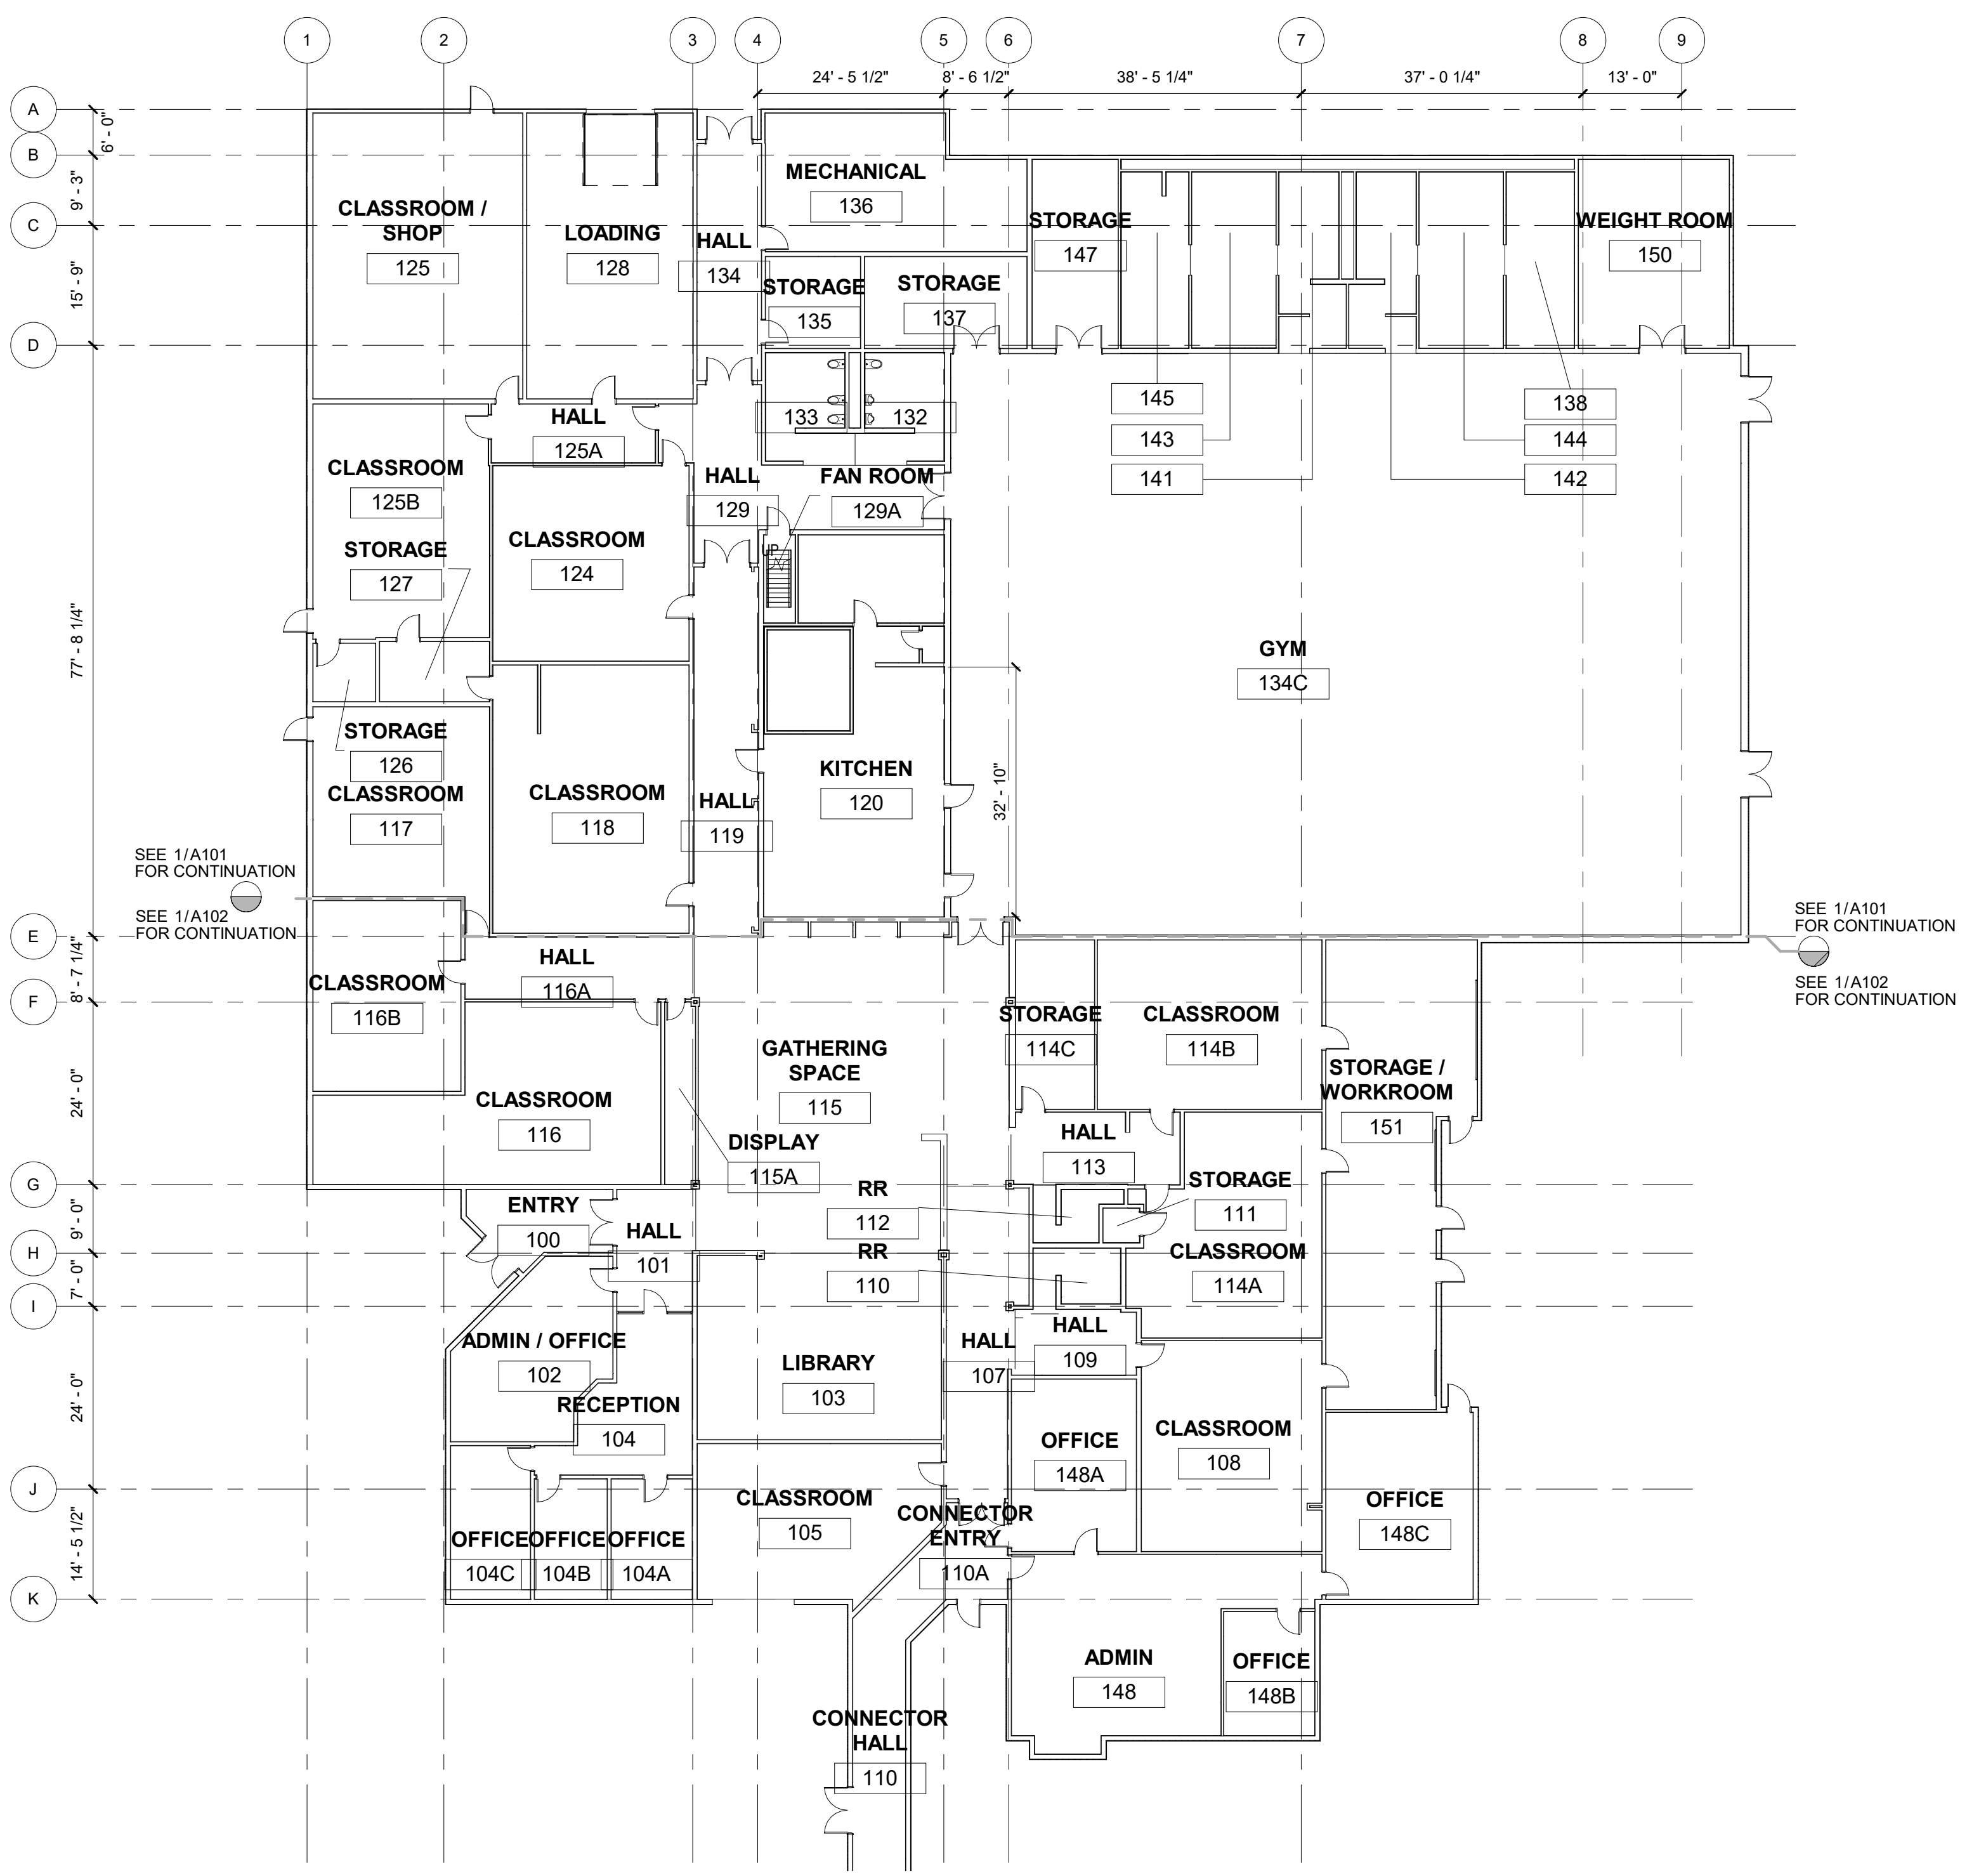 1
2
3
4
5
6
7
8
9
24' - 5 1/2"
8' - 6 1/2"
38' - 5 1/4"
37' - 0 1/4"
13' - 0"
A
B
C
D
E
F
G
H
I
J
K
6' - 0"
9' - 3"
15' - 9"
77' - 8 1/4"
8' - 7 1/4"
24' - 0"
9' - 0"
7' - 0"
24' - 0"
14' - 5 1/2"
CLASSROOM /
SHOP
125
LOADING
128
HALL
134
MECHANICAL
136
STORAGE
135
STORAGE
137
STORAGE
147
WEIGHT ROOM
150
133
132
145
143
141
138
144
142
HALL
125A
CLASSROOM
125B
STORAGE
127
CLASSROOM
124
HALL
129
FAN ROOM
129A
UP
GYM
134C
STORAGE
126
CLASSROOM
117
CLASSROOM
118
HALL
119
KITCHEN
120
32' - 10"
SEE 1/A101
FOR CONTINUATION
SEE 1/A102
FOR CONTINUATION
SEE 1/A101
FOR CONTINUATION
SEE 1/A102
FOR CONTINUATION
HALL
116A
CLASSROOM
116B
CLASSROOM
116
GATHERING
SPACE
115
DISPLAY
115A
STORAGE
114C
CLASSROOM
114B
STORAGE /
WORKROOM
151
HALL
113
STORAGE
111
RR
112
RR
110
CLASSROOM
114A
ENTRY
100
HALL
101
ADMIN / OFFICE
102
RECEPTION
104
LIBRARY
103
HALL
107
HALL
109
OFFICE
148A
CLASSROOM
108
OFFICE
148C
CLASSROOM
105
CONNECTOR
ENTRY
110A
OFFICE
104C
OFFICE
104B
OFFICE
104A
ADMIN
148
OFFICE
148B
CONNECTOR
HALL
110